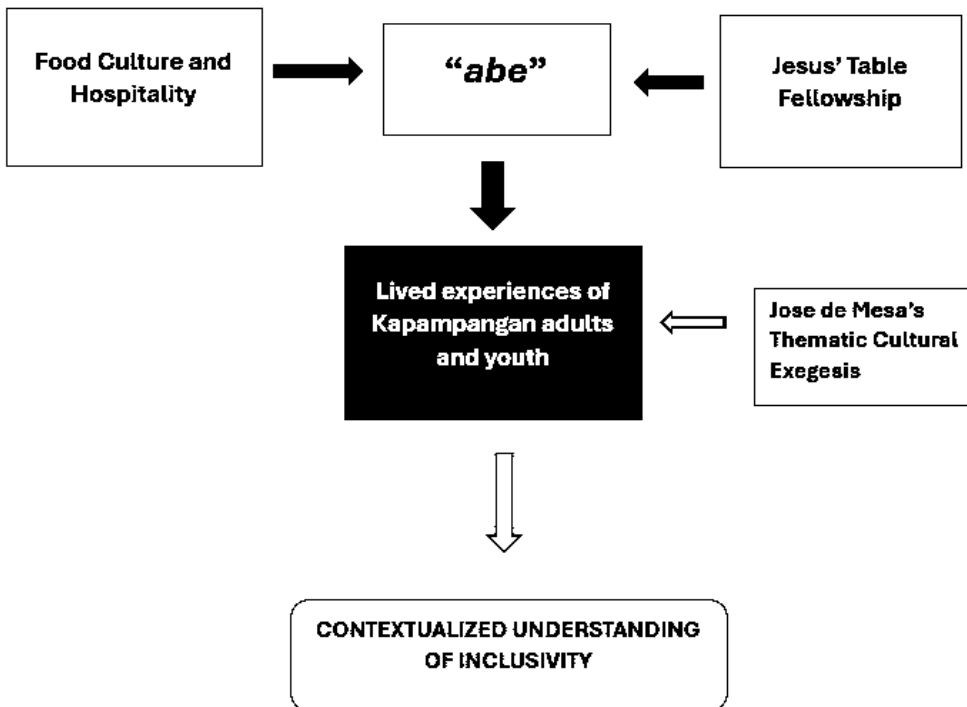 Food Culture and
Hospitality
“abe”
Jesus’ Table
Fellowship
Lived experiences of
Kapampangan adults
and youth
Jose de Mesa’s
Thematic Cultural
Exegesis
CONTEXTUALIZED UNDERSTANDING
OF INCLUSIVITY